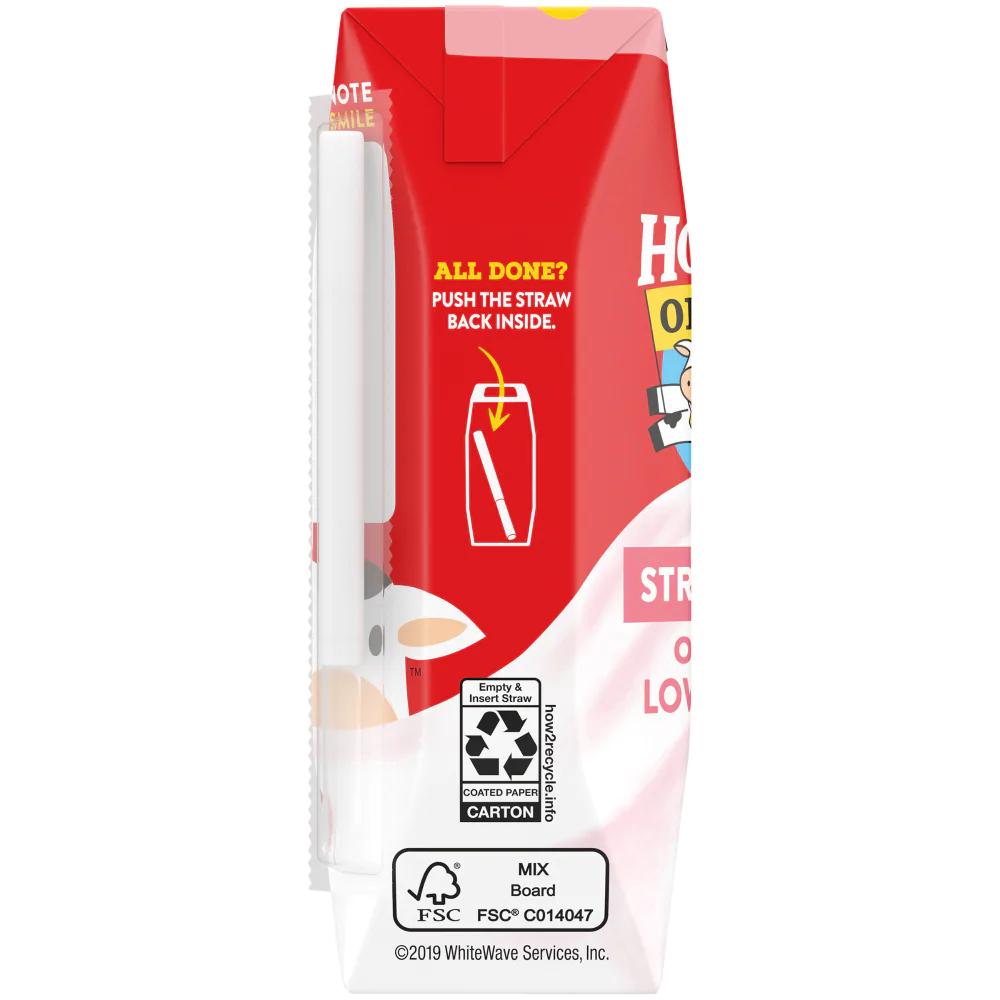 SMILE
ALL DONE?
PUSH THE STRAW
BACK INSIDE.
TM
Empty &
Insert Straw
how2recycle.info
COATED PAPER
CARTON
FSC®
MIX
Board
FSC® C014047
©2019 WhiteWave Services, Inc.